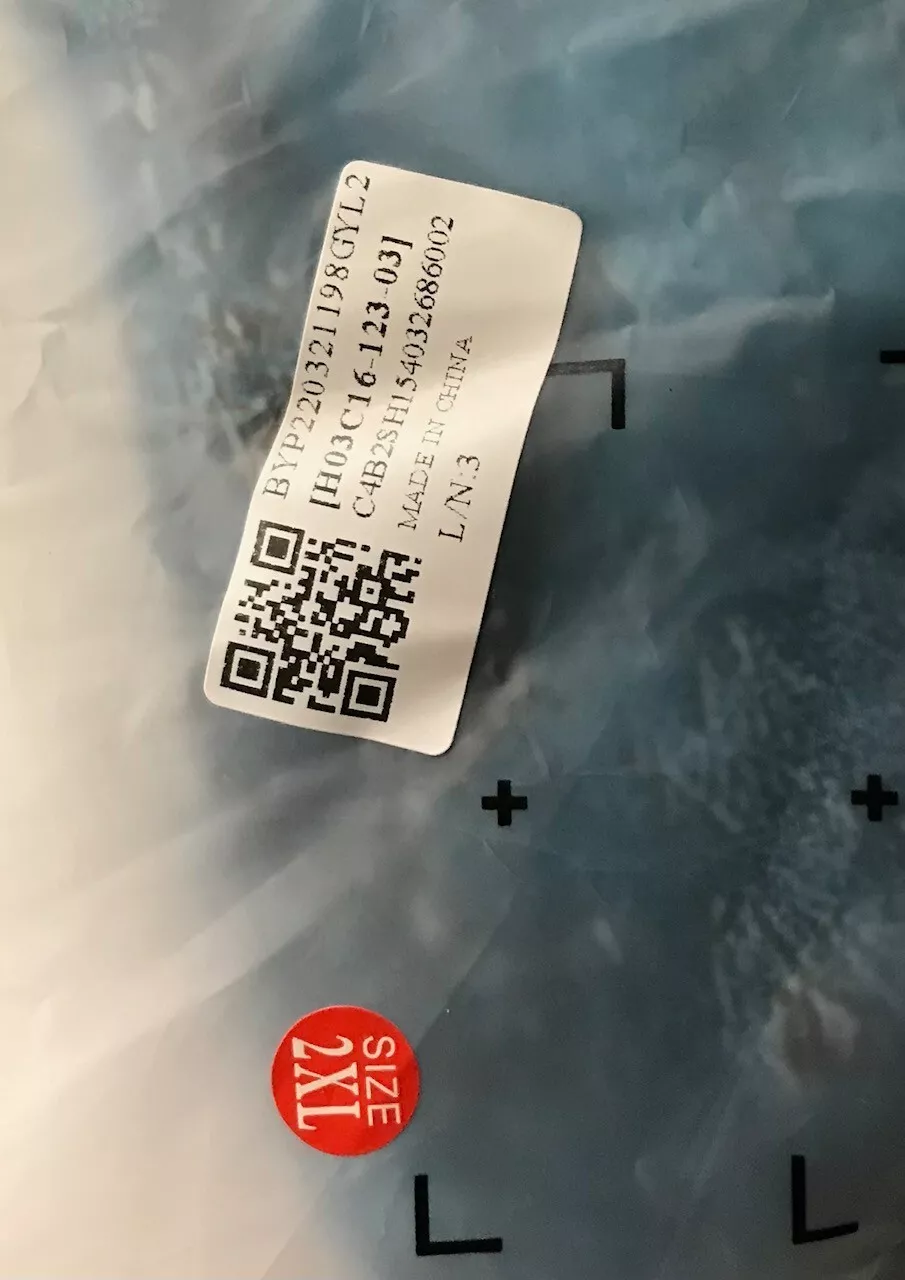 BYP220321198GYL2
[H03C16-123-03]
C4B2SH154032686002
MADE IN CHINA
L/N:3
SIZE
2XL